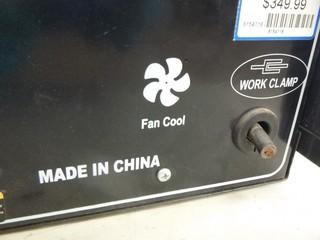 $349.99
WORK CLAMP
Fan Cool
MADE IN CHINA